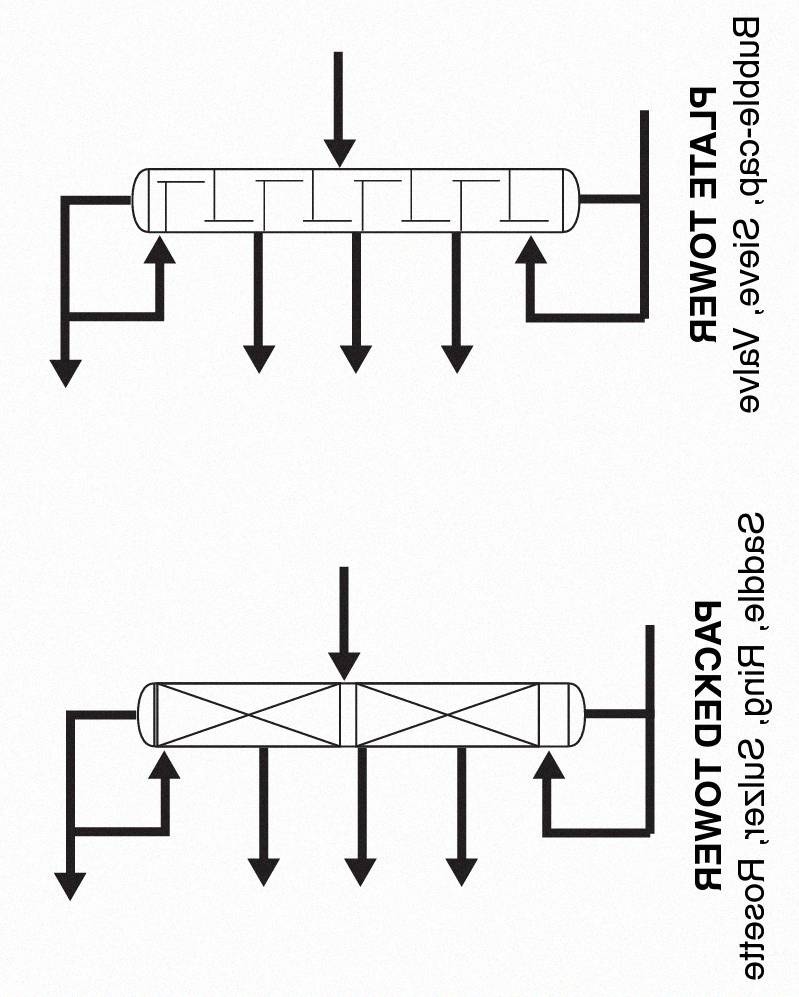 PLATE TOWER
Bubble-cap, Sieve, Valve
PACKED TOWER
Saddle, Ring, Sulzer, Rosette